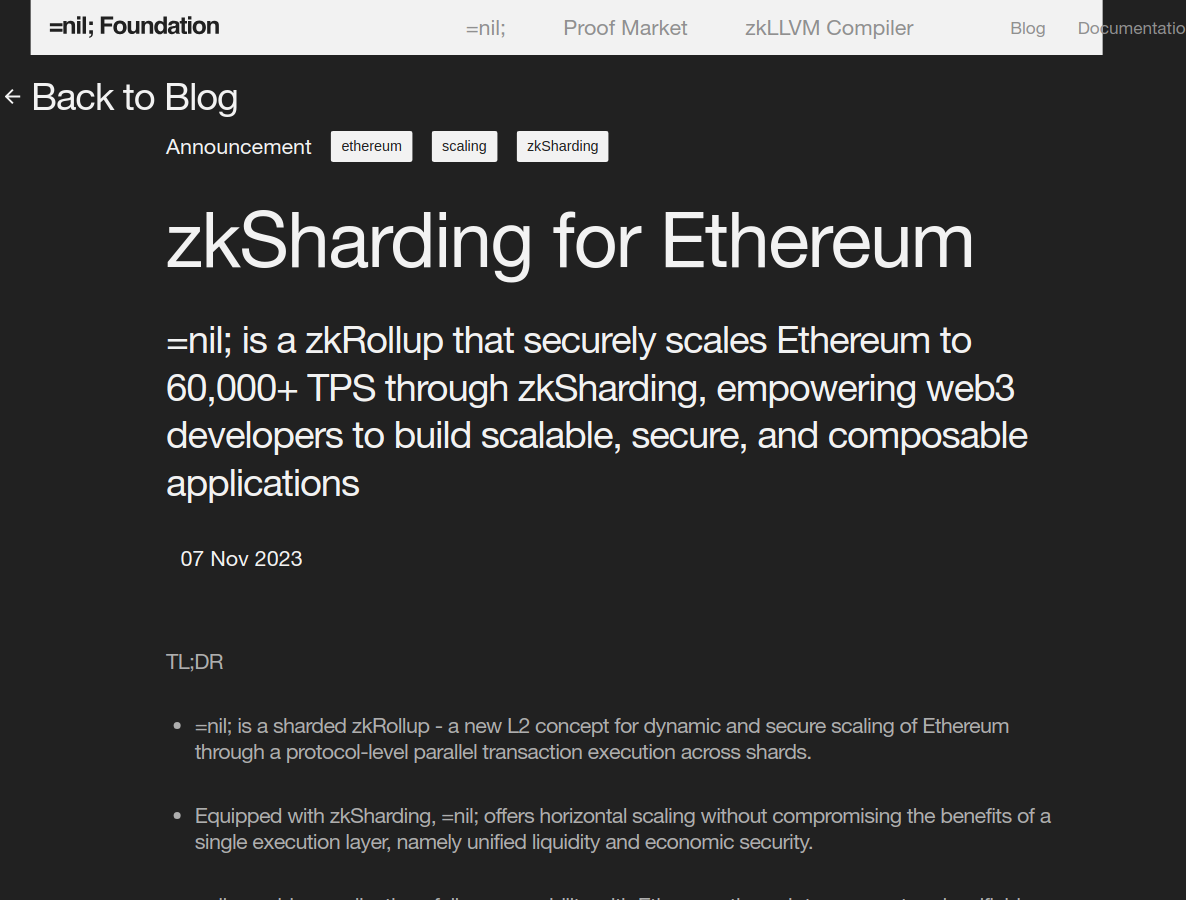 =nil; Foundation
=nil; Proof Market zkLLVM Compiler Blog Documentatio
← Back to Blog
Announcement ethereum scaling zkSharding
zkSharding for Ethereum
=nil; is a zkRollup that securely scales Ethereum to
60,000+ TPS through zkSharding, empowering web3
developers to build scalable, secure, and composable
applications
07 Nov 2023
TL;DR
• =nil; is a sharded zkRollup - a new L2 concept for dynamic and secure scaling of Ethereum
through a protocol-level parallel transaction execution across shards.
• Equipped with zkSharding, =nil; offers horizontal scaling without compromising the benefits of a
single execution layer, namely unified liquidity and economic security.